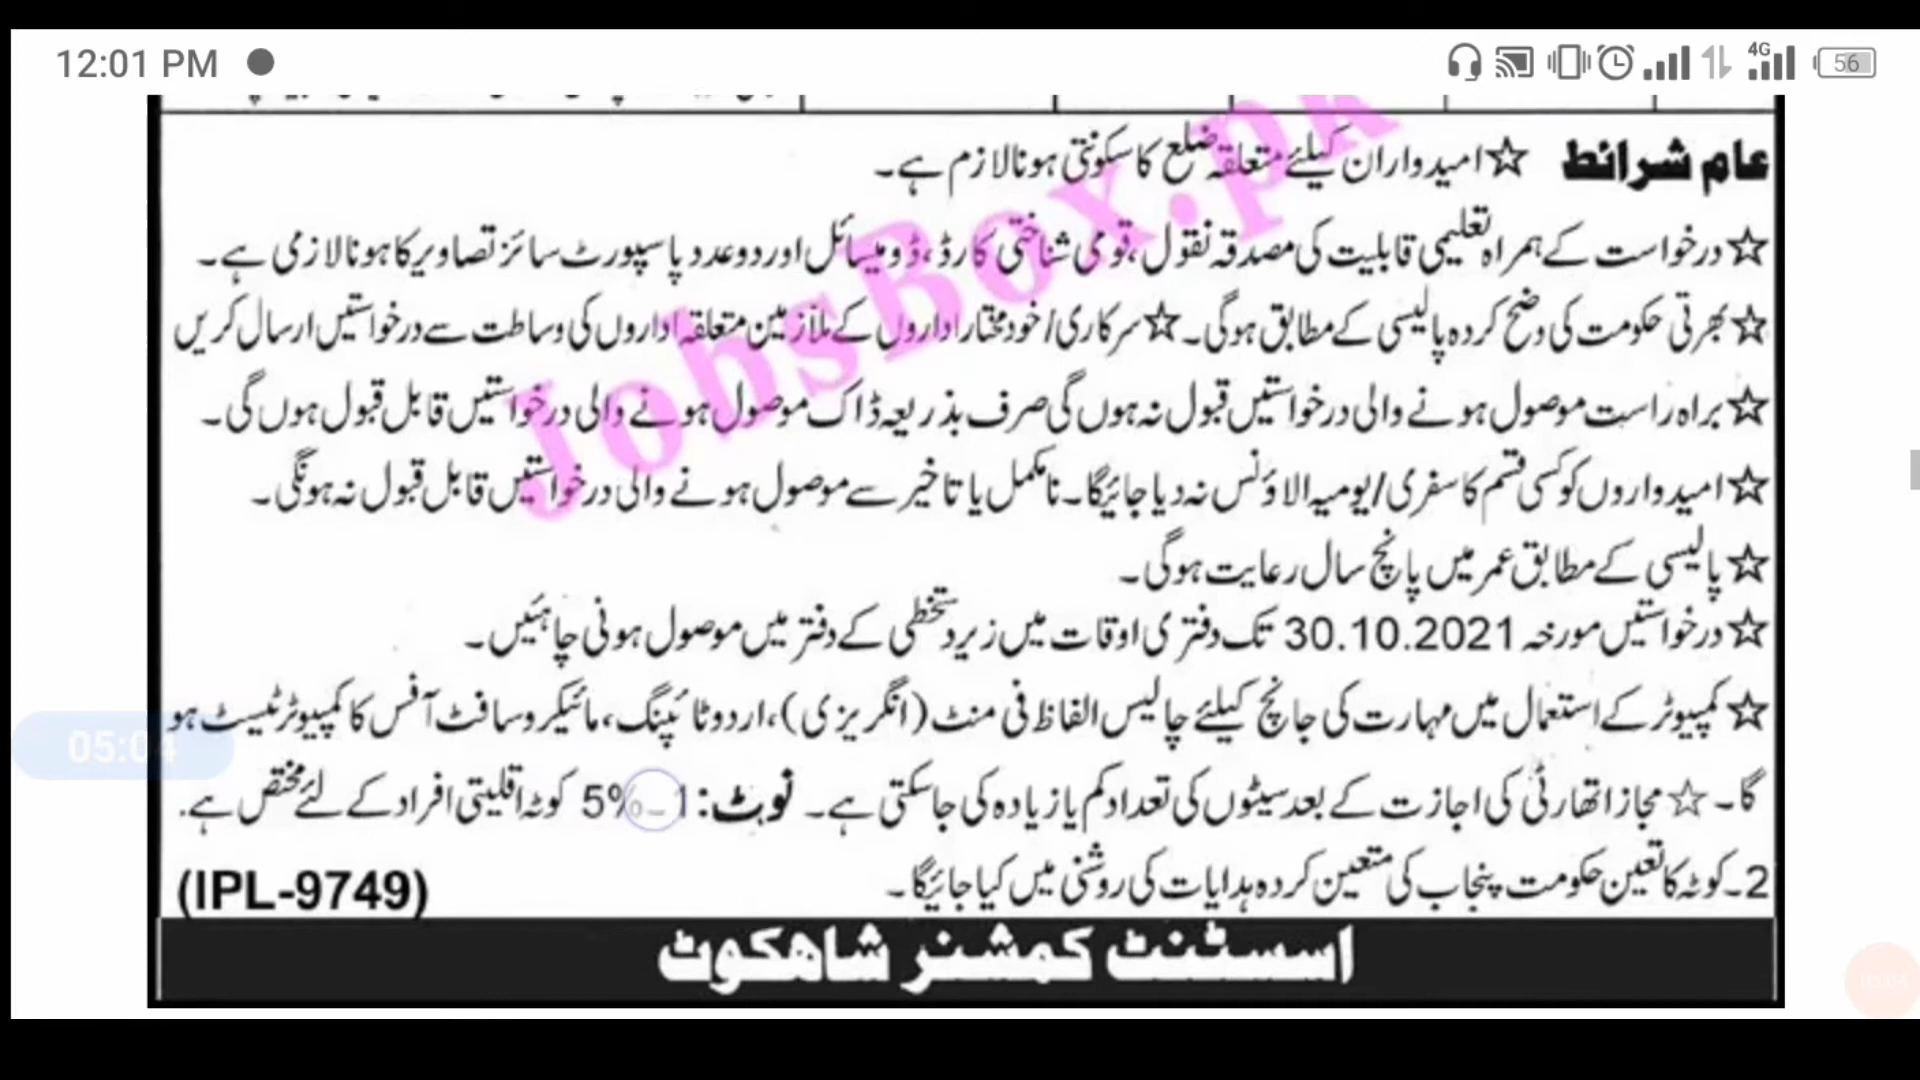 12:01 PM
4G
56
عام شرائط ☆امیدواران کیلئے متعلقہ ضلع کا سکونتی ہونا لازم ہے۔
☆درخواست کے ہمراہ تعلیمی قابلیت کی مصدقہ نقول، قومی شناختی کارڈ، ڈومیسائل اور دو عدد پاسپورٹ سائز تصاویر کا ہونا لازمی ہے۔
☆بھرتی حکومت کی وضح کردہ پالیسی کے مطابق ہوگی۔☆سرکاری/خود مختار اداروں کے ملازمین متعلقہ اداروں کی وساطت سے درخواستیں ارسال کریں
☆براہ راست موصول ہونے والی درخواستیں قبول نہ ہوں گی صرف بذریعہ ڈاک موصول ہونے والی درخواستیں قابل قبول ہوں گی۔
☆امیدواروں کو کسی قسم کا سفری/یومیہ الاؤنس نہ دیا جائیگا۔ نامکمل یا تاخیر سے موصول ہونے والی درخواستیں قابل قبول نہ ہونگی۔
☆پالیسی کے مطابق عمر میں پانچ سال رعایت ہوگی۔
☆درخواستیں مورخہ 30.10.2021 تک دفتری اوقات میں زیردستخطی کے دفتر میں موصول ہونی چاہئیں۔
☆کمپیوٹر کے استعمال میں مہارت کی جانچ کیلئے چالیس الفاظ فی منٹ (انگریزی)، اردو ٹائپنگ، مائیکروسافٹ آفس کا کمپیوٹر ٹیسٹ ہو
گا۔☆مجاز اتھارٹی کی اجازت کے بعد سیٹوں کی تعداد کم یا زیادہ کی جاسکتی ہے۔ نوٹ: 1۔5% کوٹہ اقلیتی افراد کے لئے مختص ہے.
2۔کوٹہ کا تعین حکومت پنجاب کی متعین کردہ ہدایات کی روشنی میں کیا جائیگا۔ (IPL-9749)
اسسٹنٹ کمشنر شاھکوٹ
JobsBox.pk
05:04